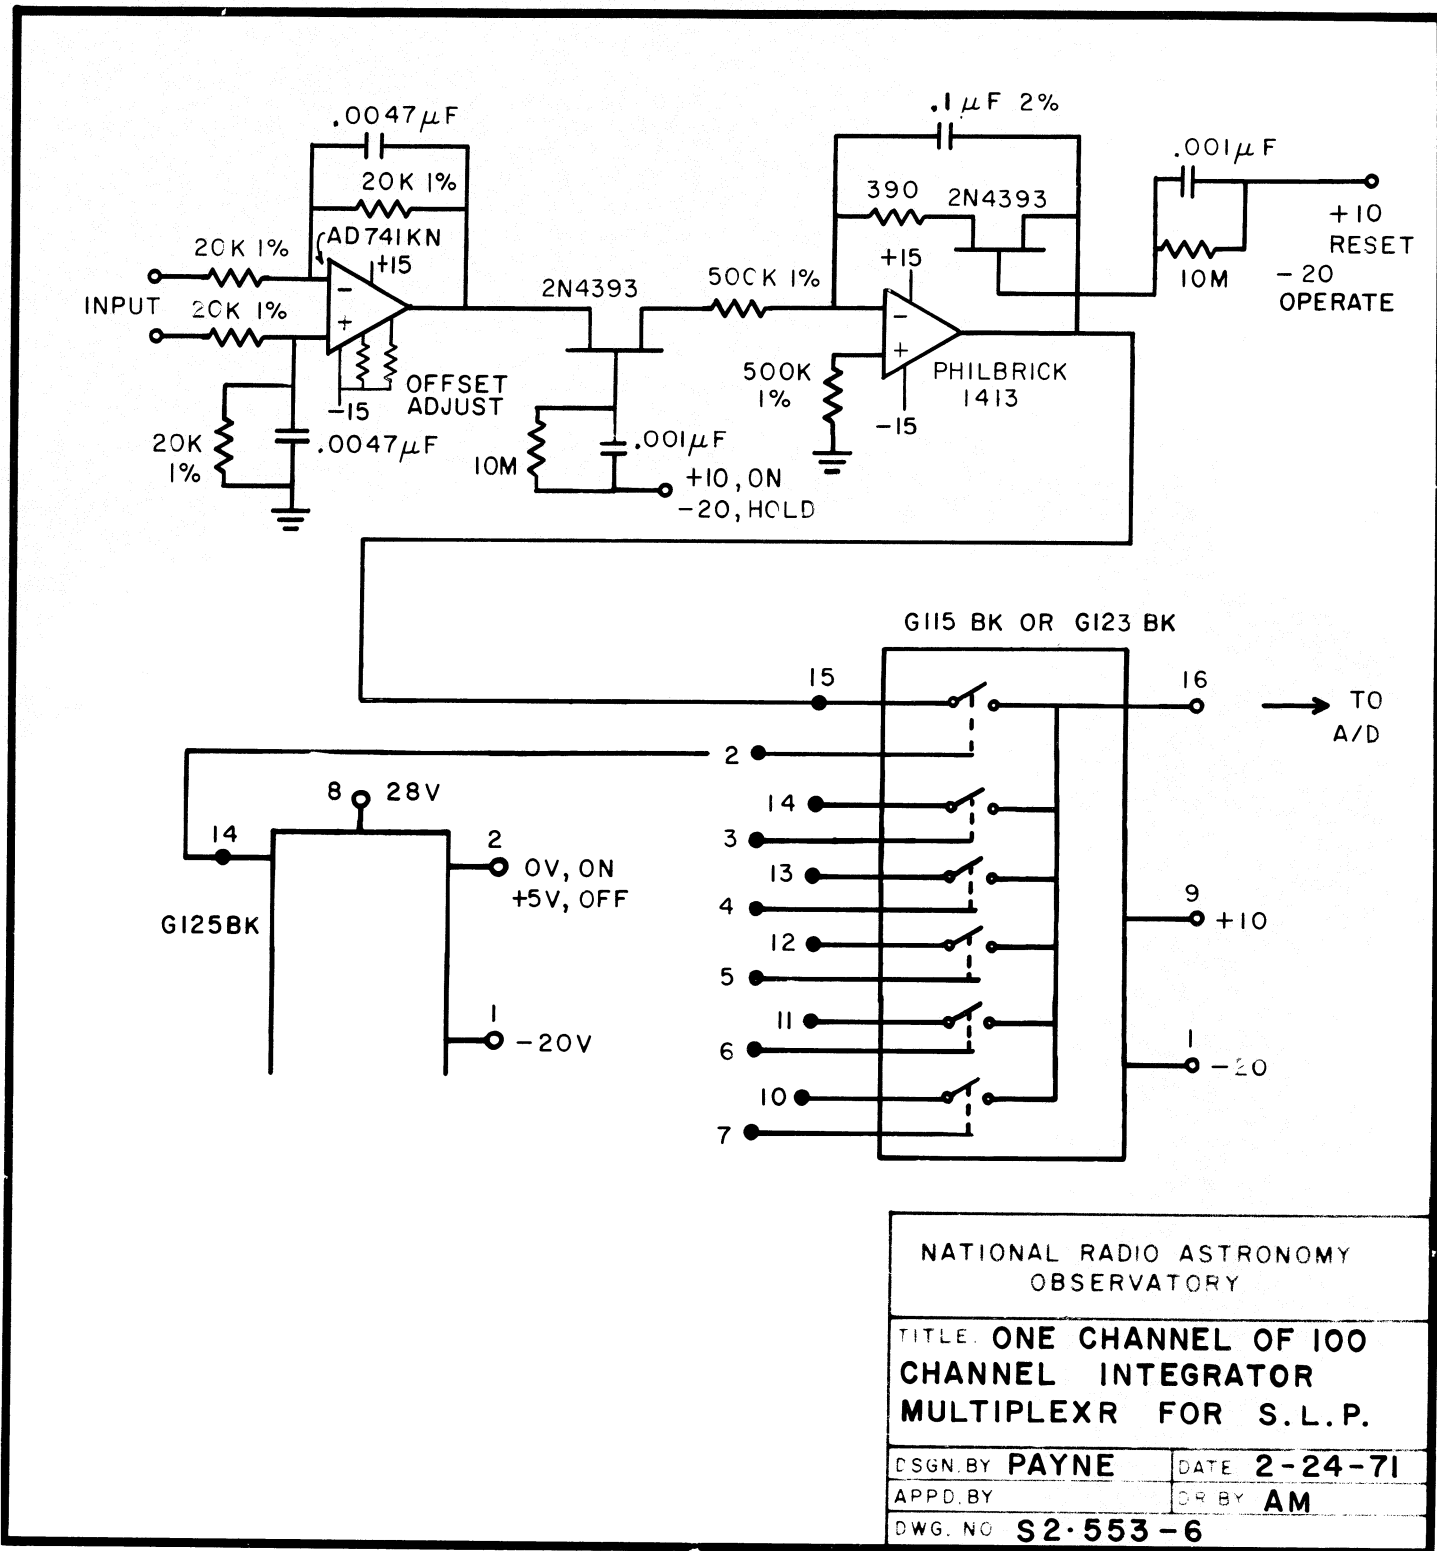 .0047μF
20K 1%
AD741KN
20K 1%
+15
INPUT
20K 1%
−
+
OFFSET
ADJUST
-15
20K
1%
.0047μF
2N4393
10M
.001μF
+10, ON
-20, HOLD
.1μF 2%
390
2N4393
500K 1%
+15
−
+
500K
1%
PHILBRICK
1413
-15
.001μF
+10
RESET
10M
-20
OPERATE
G115 BK OR G123 BK
15
16
TO
A/D
2
14
3
13
4
12
5
11
6
10
7
9
+10
1
-20
8
28V
14
2
0V, ON
+5V, OFF
G125BK
1
-20V
NATIONAL RADIO ASTRONOMY
OBSERVATORY
TITLE. ONE CHANNEL OF 100
CHANNEL INTEGRATOR
MULTIPLEXR FOR S.L.P.
DSGN. BY PAYNE
DATE 2-24-71
APPD. BY
DR BY AM
DWG. NO S2·553-6